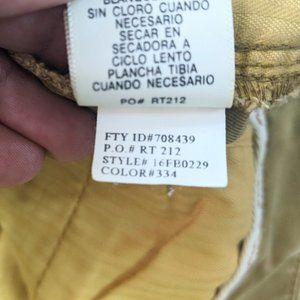 SIN CLORO CUANDO
NECESARIO
SECAR EN
SECADORA A
CICLO LENTO
PLANCHA TIBIA
CUANDO NECESARIO
PO# RT212
FTY ID#708439
P.O.# RT 212
STYLE# 16FB0229
COLOR#334